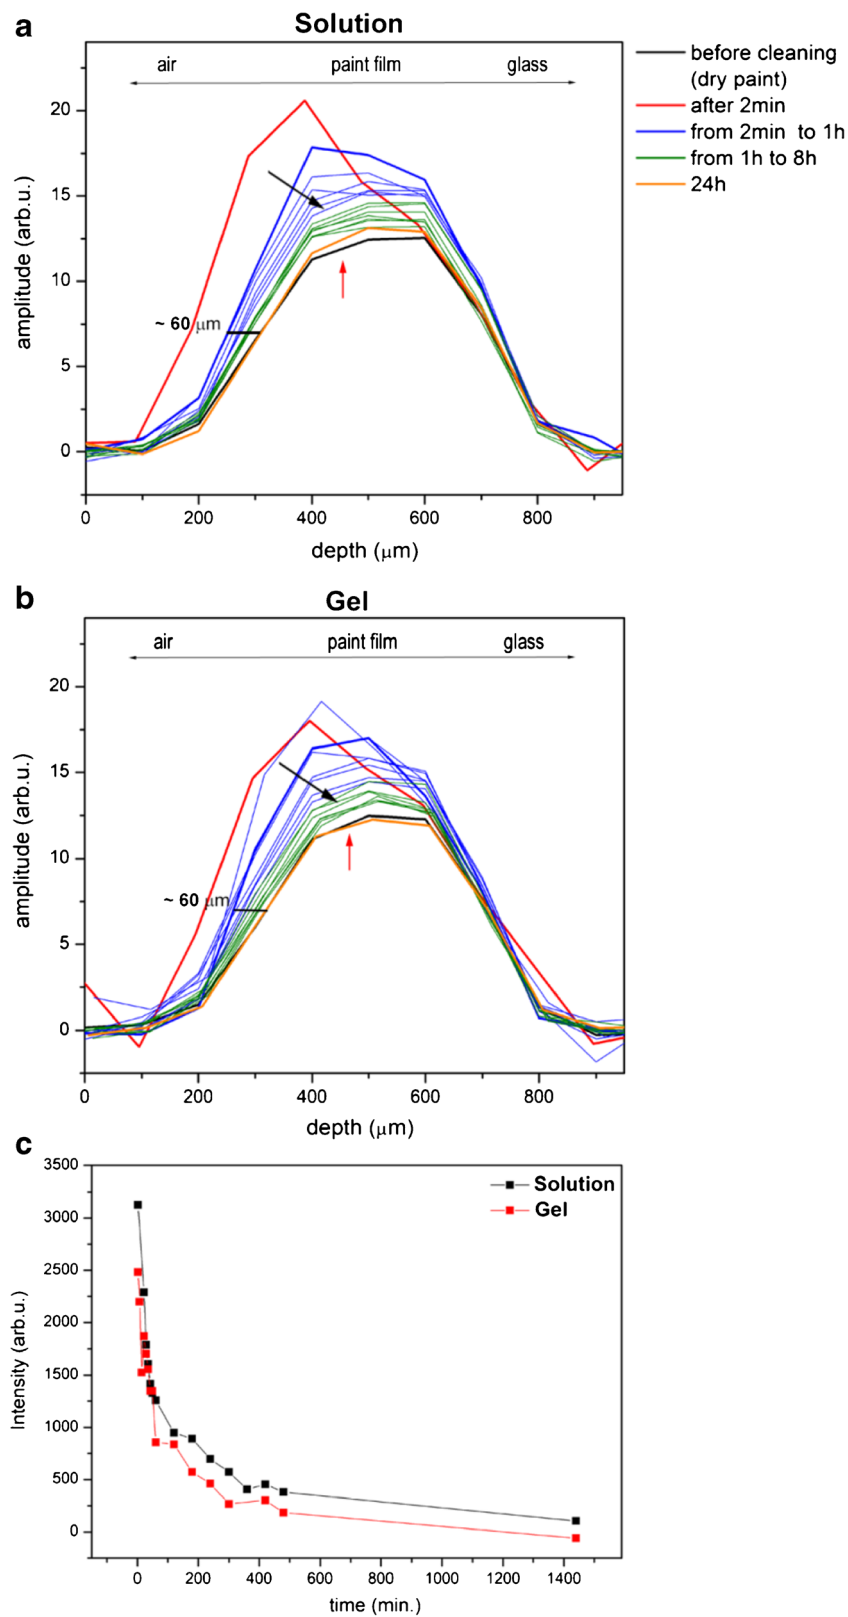 a
Solution
air paint film glass
before cleaning
(dry paint)
after 2min
from 2min to 1h
from 1h to 8h
24h
20
15
10
5
0
amplitude (arb.u.)
~ 60 μm
0 200 400 600 800
depth (μm)
b
Gel
air paint film glass
20
15
10
5
0
amplitude (arb.u.)
~ 60 μm
0 200 400 600 800
depth (μm)
c
3500
3000
2500
2000
1500
1000
500
0
Intensity (arb.u.)
Solution
Gel
0 200 400 600 800 1000 1200 1400
time (min.)